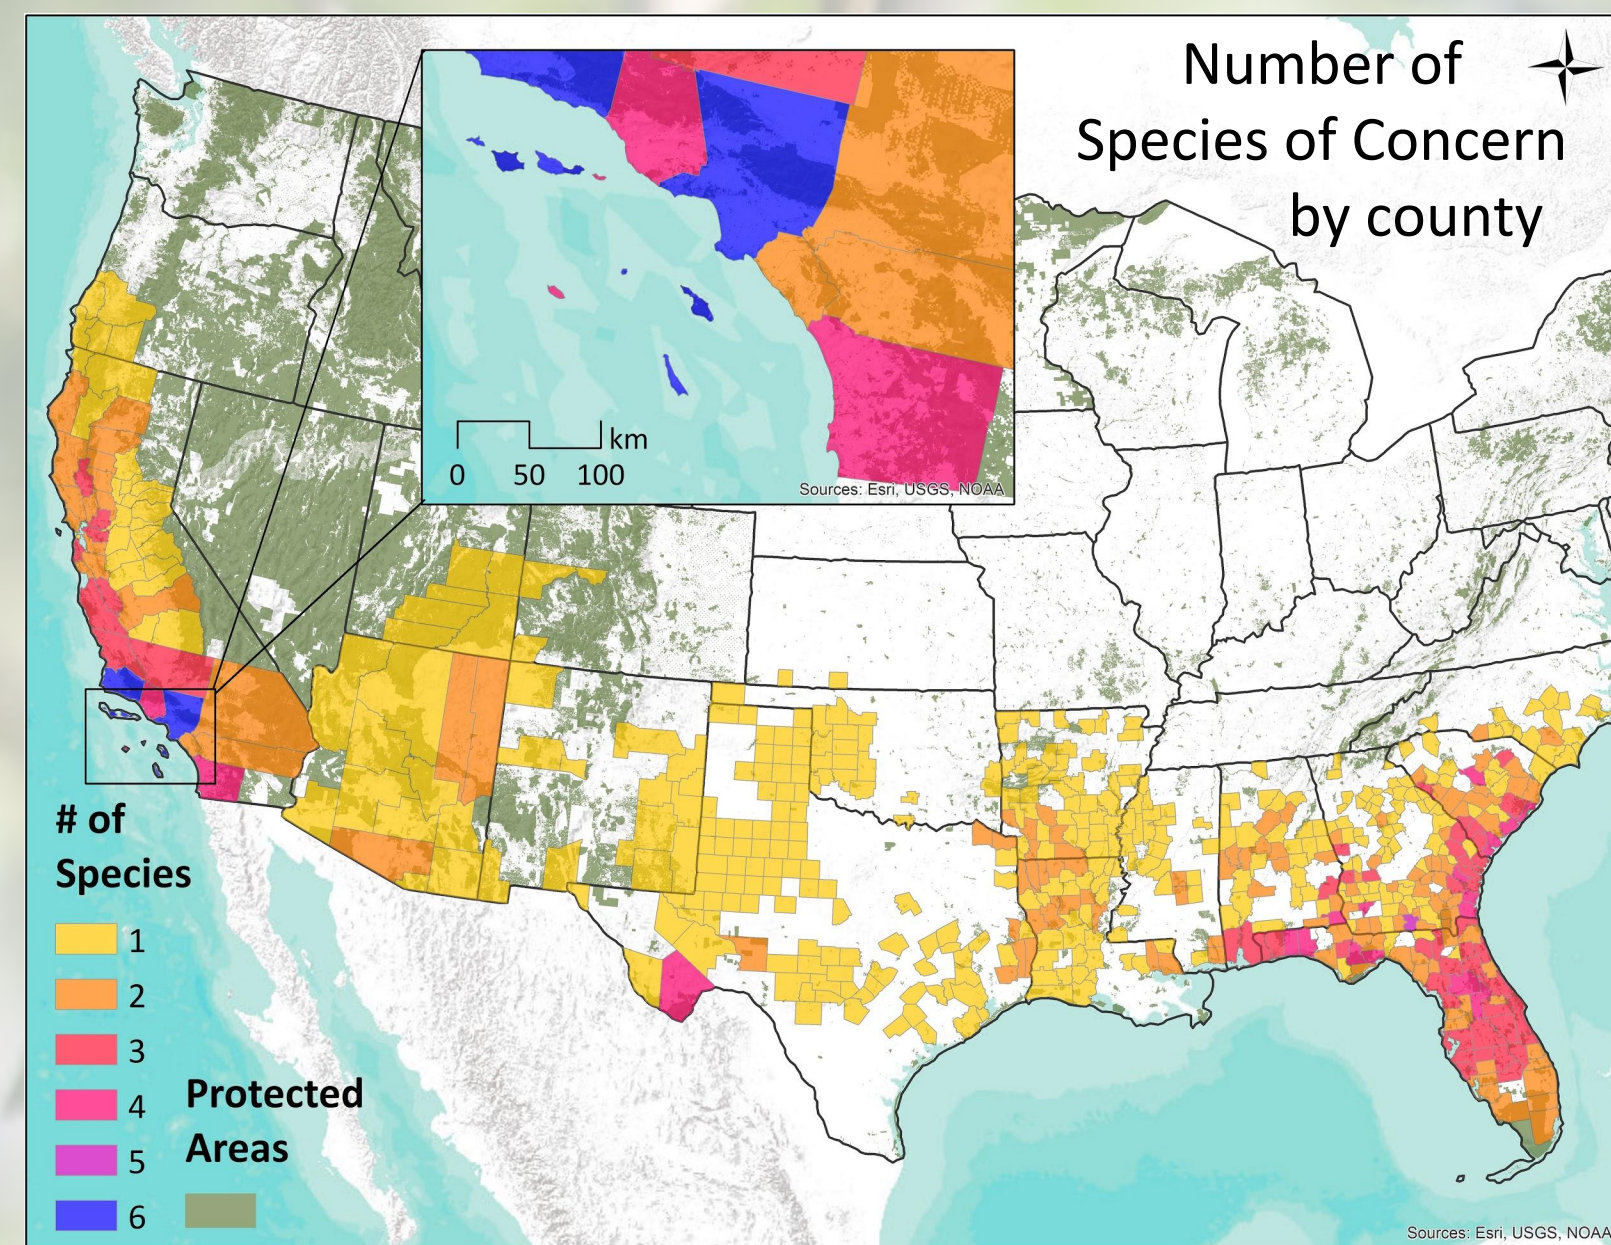 Number of
Species of Concern
by county
km
0 50 100
Sources: Esri, USGS, NOAA
# of
Species
1
2
3
4
5
6
Protected
Areas
Sources: Esri, USGS, NOAA